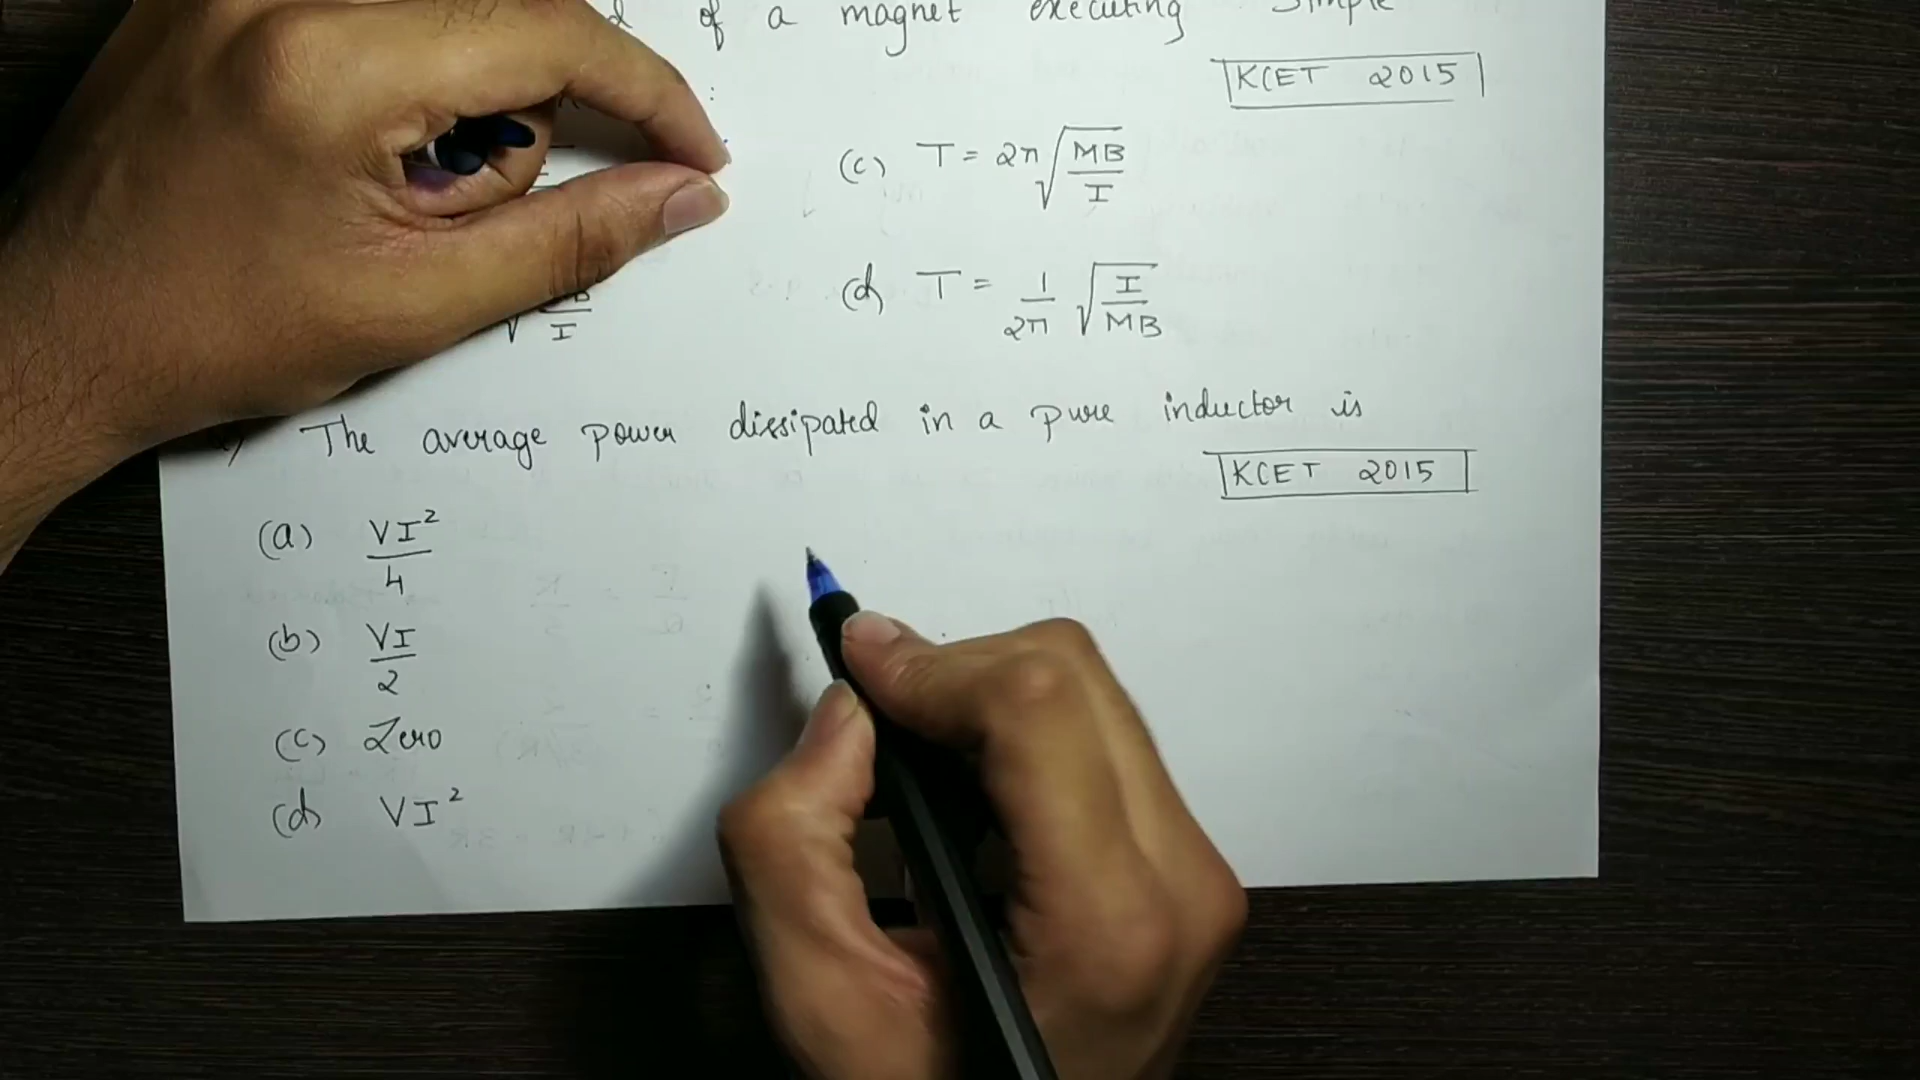 of a magnet executing Simple
KCET 2015
:
(c) T = 2π √MB/I
I
(d) T = 1/2π √I/MB
The average power dissipated in a pure inductor is
KCET 2015
(a) VI²/4
(b) VI/2
(c) Zero
(d) VI²